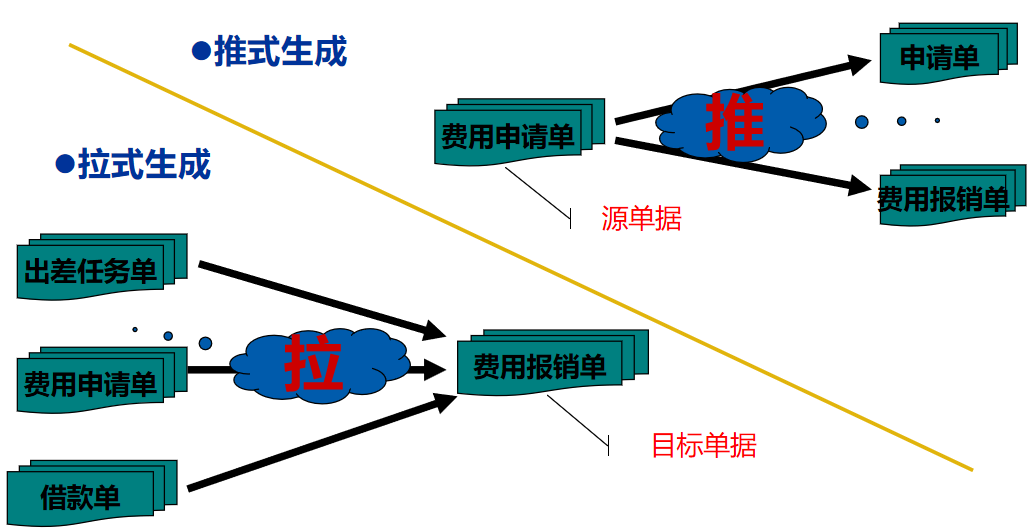 ●推式生成
申请单
费用申请单
推
费用报销单
源单据
●拉式生成
出差任务单
费用申请单
拉
费用报销单
借款单
目标单据